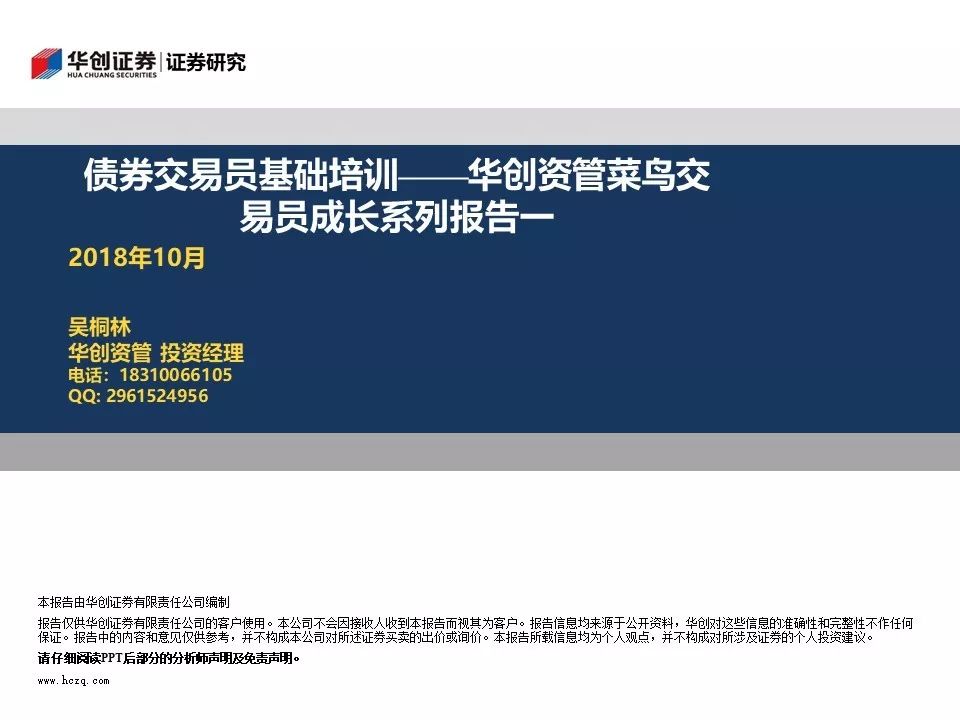 华创证券|证券研究
HUA CHUANG SECURITIES
债券交易员基础培训——华创资管菜鸟交
易员成长系列报告一
2018年10月
吴桐林
华创资管 投资经理
电话：18310066105
QQ: 2961524956
本报告由华创证券有限责任公司编制
报告仅供华创证券有限责任公司的客户使用。本公司不会因接收人收到本报告而视其为客户。报告信息均来源于公开资料，华创对这些信息的准确性和完整性不作任何
保证。报告中的内容和意见仅供参考，并不构成本公司对所述证券买卖的出价或询价。本报告所载信息均为个人观点，并不构成对所涉及证券的个人投资建议。
请仔细阅读PPT后部分的分析师声明及免责声明。
www.hczq.com